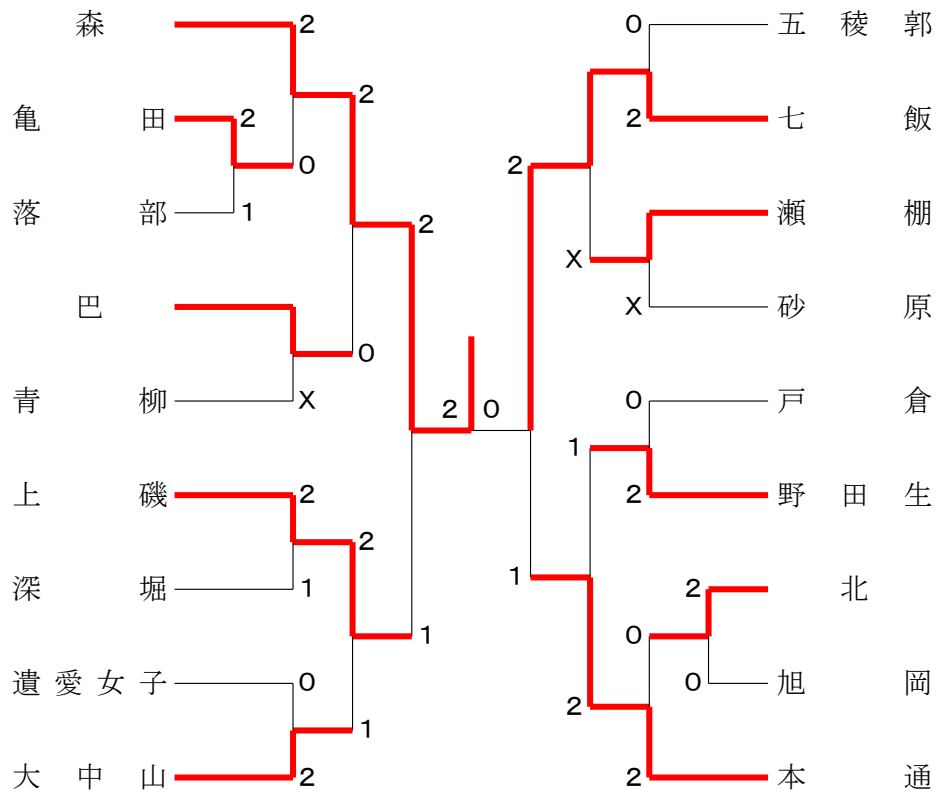 森 2 0 五稜郭
2
亀田 2 2 七飯
0 2
落部 1 瀬棚
2 X
巴 X 砂原
0
青柳 X 0 戸倉
2 0
1
上磯 2 2 野田生
2 1
深堀 1 2 北
1 0
遺愛女子 0 0 旭岡
1 2
大中山 2 2 本通